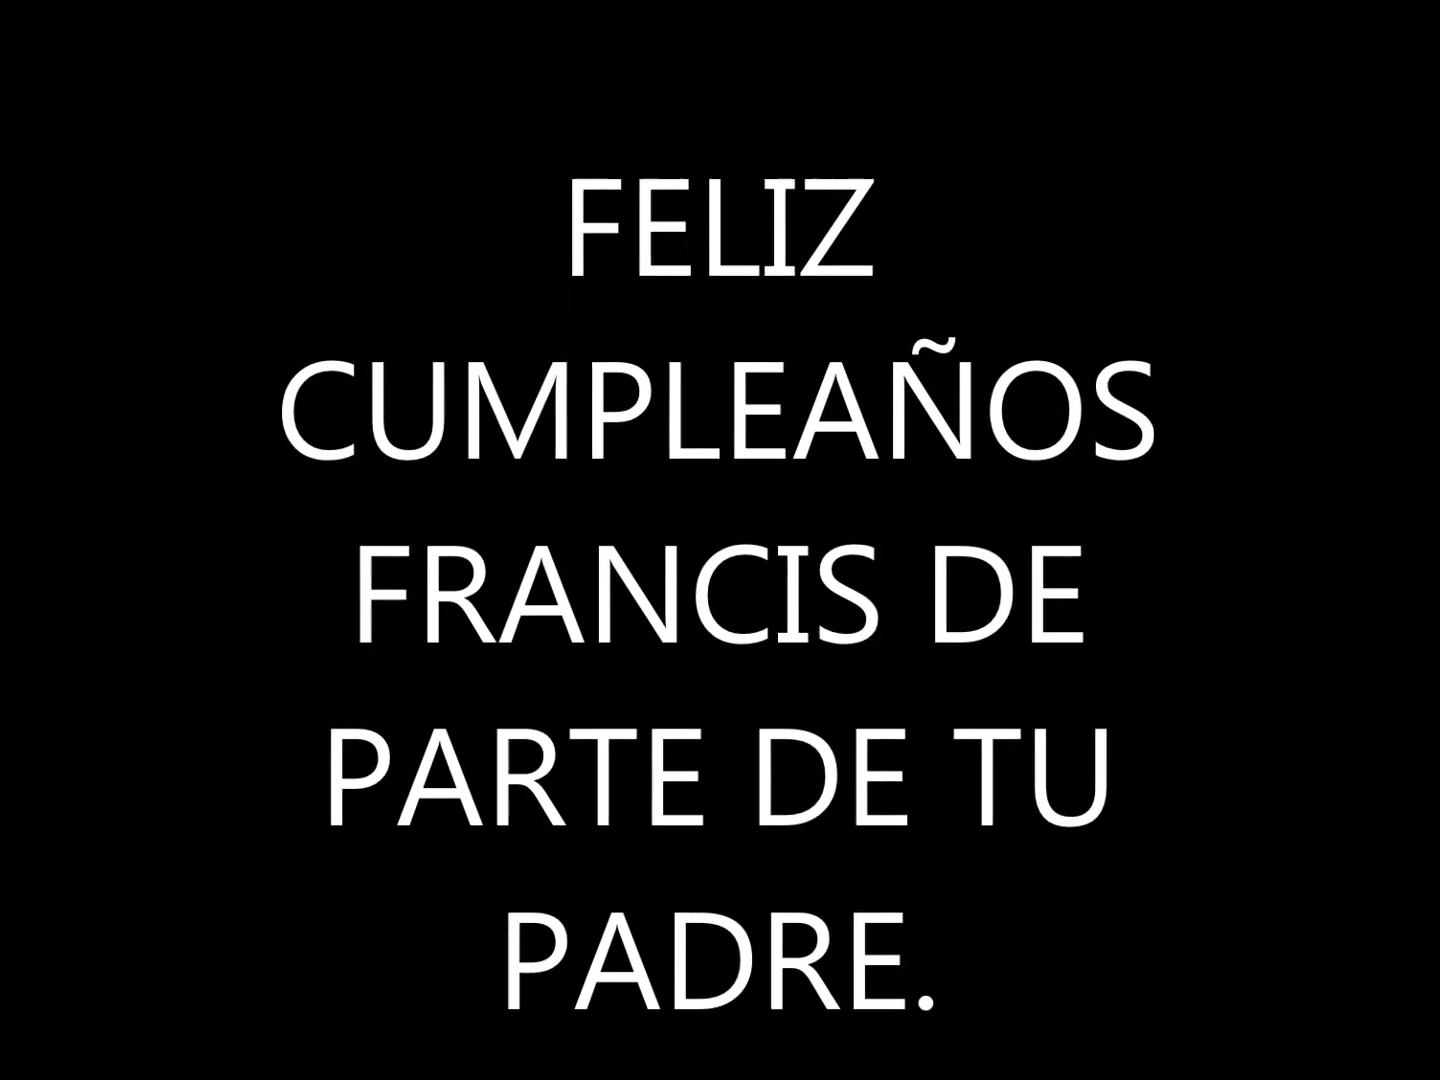 FELIZ
CUMPLEAÑOS
FRANCIS DE
PARTE DE TU
PADRE.